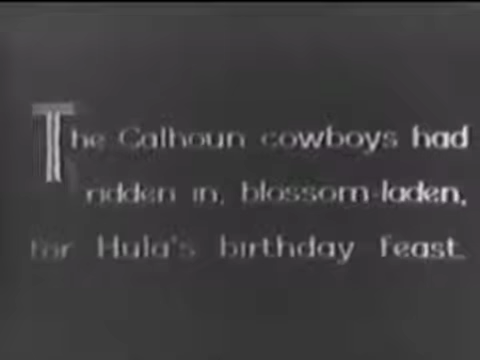 The Calhoun cowboys had
ridden in, blossom-laden,
for Hula's birthday feast.